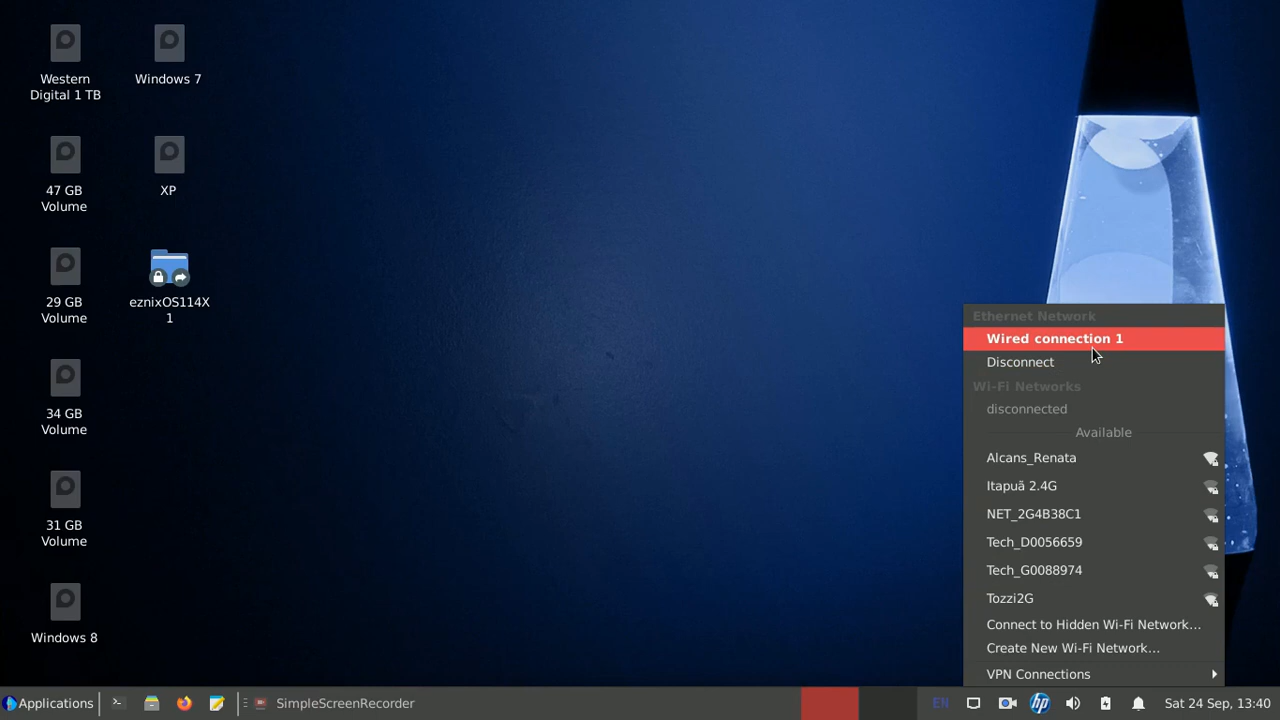 Western
Digital 1 TB
Windows 7
47 GB
Volume
XP
29 GB
Volume
eznixOS114X
1
34 GB
Volume
31 GB
Volume
Windows 8
Ethernet Network
Wired connection 1
Disconnect
Wi-Fi Networks
disconnected
Available
Alcans_Renata
Itapuã 2.4G
NET_2G4B38C1
Tech_D0056659
Tech_G0088974
Tozzi2G
Connect to Hidden Wi-Fi Network…
Create New Wi-Fi Network…
VPN Connections
Applications
SimpleScreenRecorder
EN
hp
Sat 24 Sep, 13:40